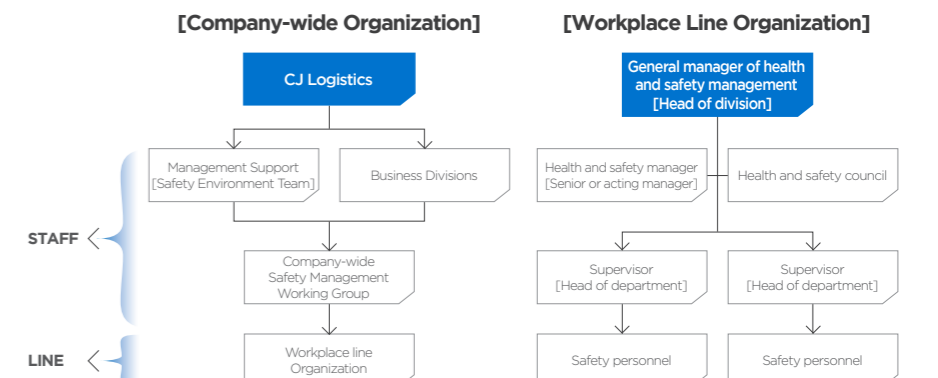 [Company-wide Organization]
[Workplace Line Organization]
CJ Logistics
General manager of health
and safety management
[Head of division]
Management Support
[Safety Environment Team]
Business Divisions
Health and safety manager
[Senior or acting manager]
Health and safety council
STAFF
Company-wide
Safety Management
Working Group
Supervisor
[Head of department]
Supervisor
[Head of department]
LINE
Workplace line
Organization
Safety personnel
Safety personnel